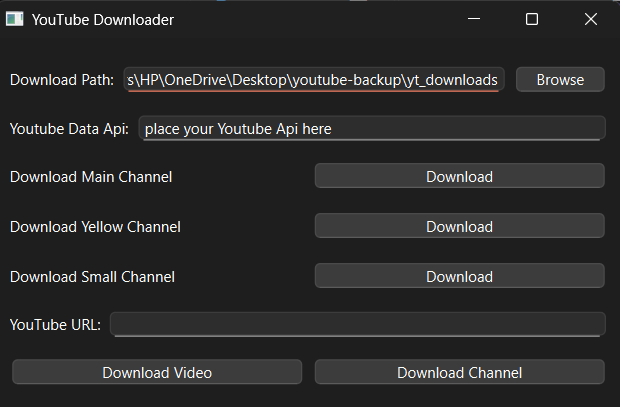 YouTube Downloader
Download Path: s\HP\OneDrive\Desktop\youtube-backup\yt_downloads Browse
Youtube Data Api: place your Youtube Api here
Download Main Channel Download
Download Yellow Channel Download
Download Small Channel Download
YouTube URL:
Download Video Download Channel